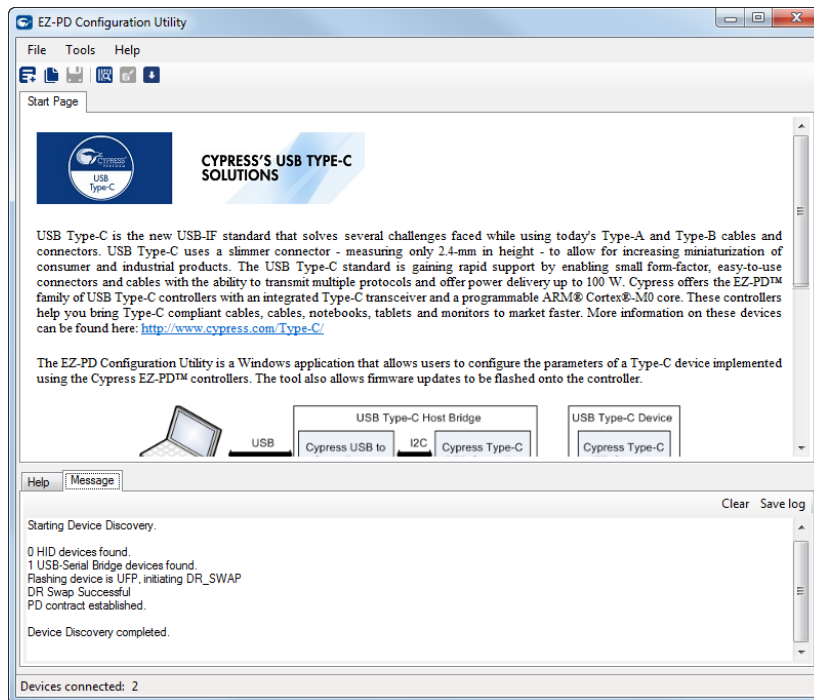 EZ-PD Configuration Utility
File Tools Help
Start Page
CYPRESS
USB
Type-C
CYPRESS'S USB TYPE-C
SOLUTIONS
USB Type-C is the new USB-IF standard that solves several challenges faced while using today's Type-A and Type-B cables and
connectors. USB Type-C uses a slimmer connector - measuring only 2.4-mm in height - to allow for increasing miniaturization of
consumer and industrial products. The USB Type-C standard is gaining rapid support by enabling small form-factor, easy-to-use
connectors and cables with the ability to transmit multiple protocols and offer power delivery up to 100 W. Cypress offers the EZ-PD™
family of USB Type-C controllers with an integrated Type-C transceiver and a programmable ARM® Cortex®-M0 core. These controllers
help you bring Type-C compliant cables, cables, notebooks, tablets and monitors to market faster. More information on these devices
can be found here: http://www.cypress.com/Type-C/
The EZ-PD Configuration Utility is a Windows application that allows users to configure the parameters of a Type-C device implemented
using the Cypress EZ-PD™ controllers. The tool also allows firmware updates to be flashed onto the controller.
USB Type-C Host Bridge USB Type-C Device
USB Cypress USB to I2C Cypress Type-C Cypress Type-C
Help Message
Clear Save log
Starting Device Discovery.
0 HID devices found.
1 USB-Serial Bridge devices found.
Flashing device is UFP, initiating DR_SWAP
DR Swap Successful
PD contract established.
Device Discovery completed.
Devices connected: 2